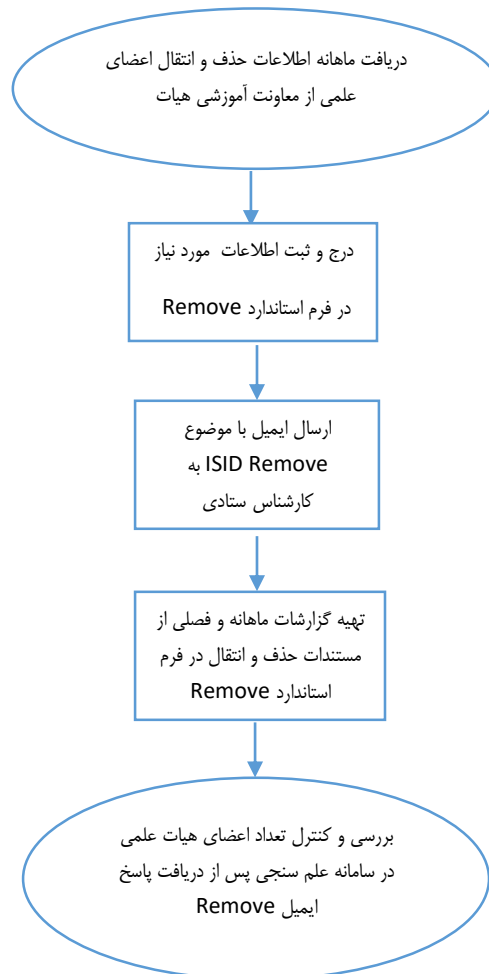 دریافت ماهانه اطلاعات حذف و انتقال اعضای
علمی از معاونت آموزشی هیات
درج و ثبت اطلاعات مورد نیاز
در فرم استاندارد Remove
ارسال ایمیل با موضوع
ISID Remove به
کارشناس ستادی
تهیه گزارشات ماهانه و فصلی از
مستندات حذف و انتقال در فرم
استاندارد Remove
بررسی و کنترل تعداد اعضای هیات علمی
در سامانه علم سنجی پس از دریافت پاسخ
ایمیل Remove